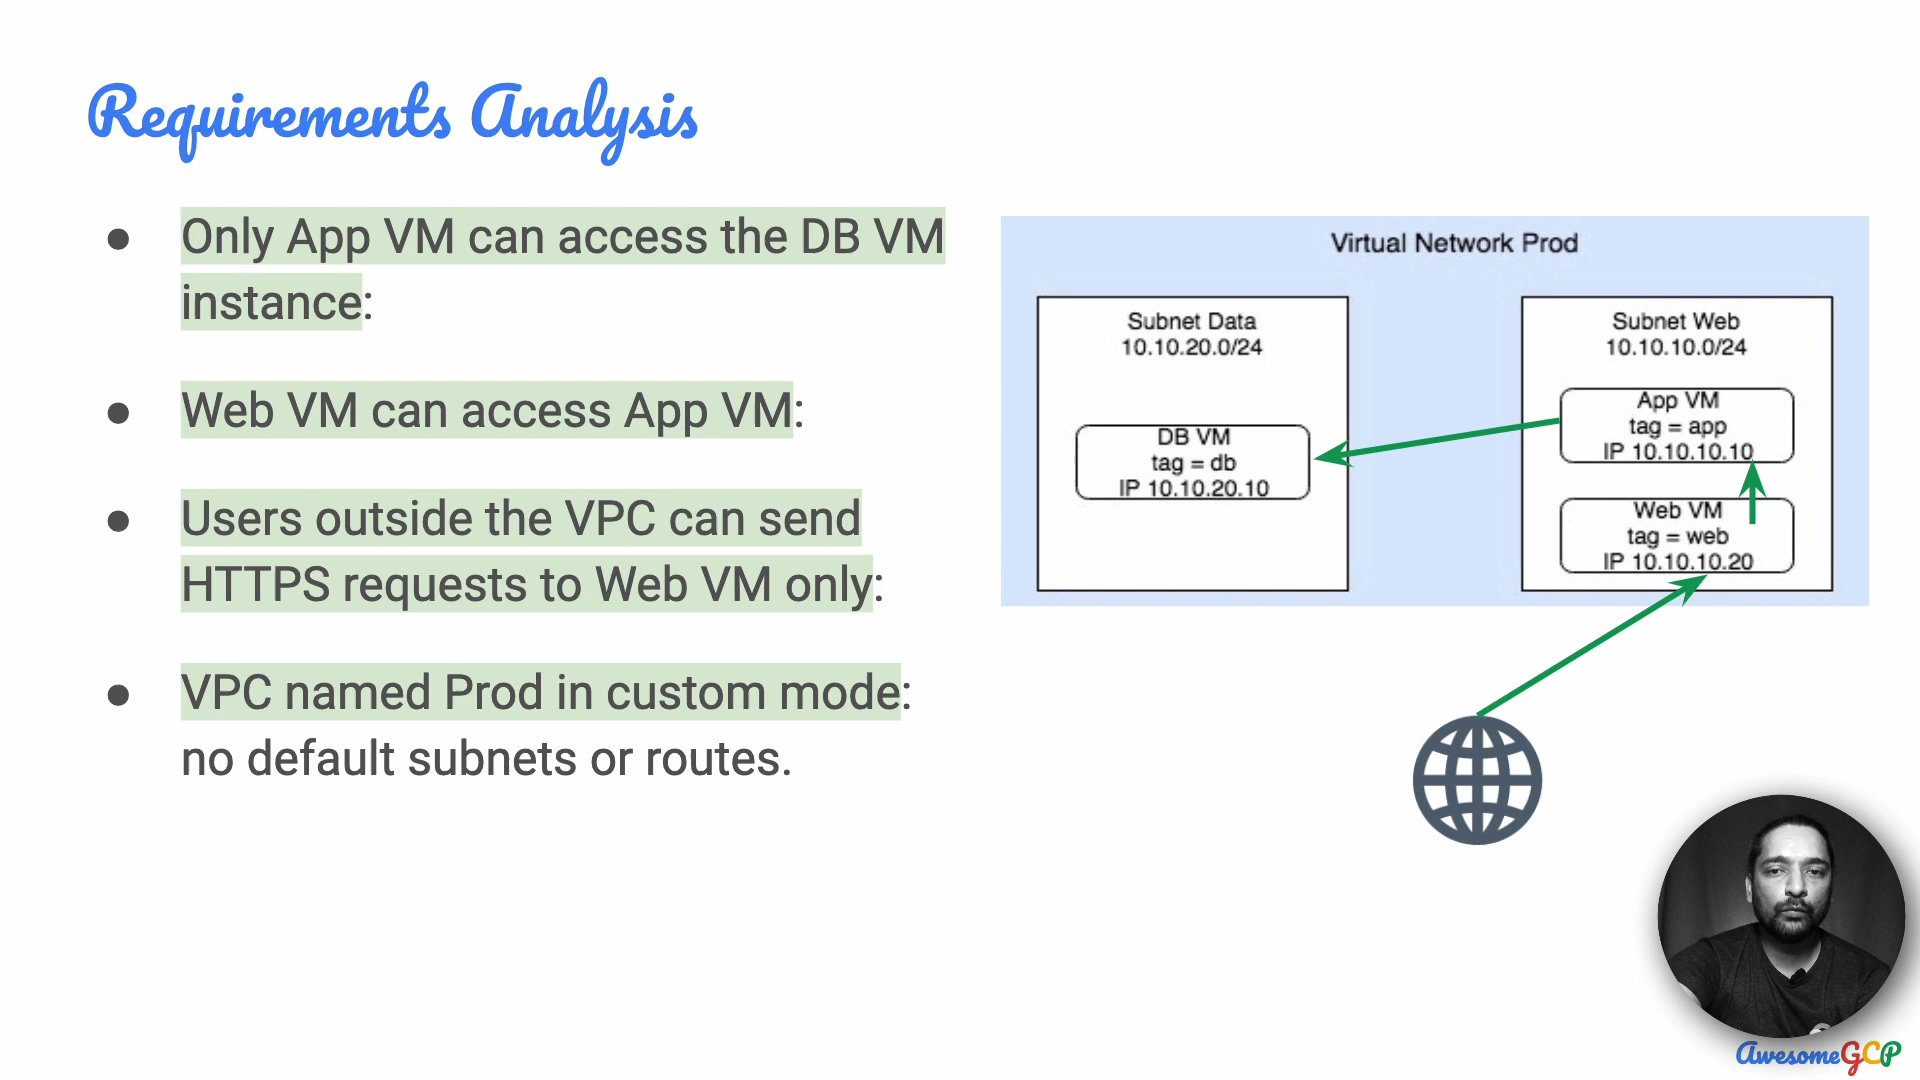 Requirements Analysis
● Only App VM can access the DB VM
instance:
● Web VM can access App VM:
● Users outside the VPC can send
HTTPS requests to Web VM only:
● VPC named Prod in custom mode:
no default subnets or routes.
Virtual Network Prod
Subnet Data
10.10.20.0/24
DB VM
tag = db
IP 10.10.20.10
Subnet Web
10.10.10.0/24
App VM
tag = app
IP 10.10.10.10
Web VM
tag = web
IP 10.10.10.20
AwesomeGCP